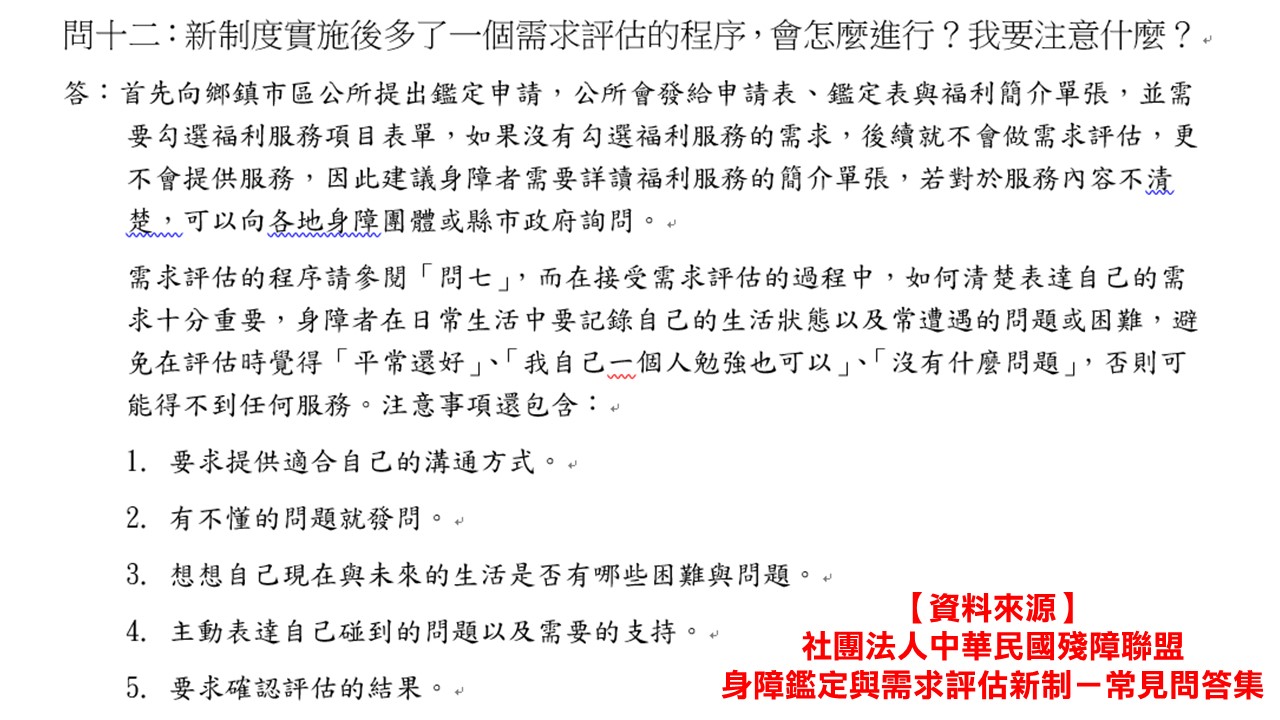 問十二：新制度實施後多了一個需求評估的程序，會怎麼進行？我要注意什麼？
答：首先向鄉鎮市區公所提出鑑定申請，公所會發給申請表、鑑定表與福利簡介單張，並需
要勾選福利服務項目表單，如果沒有勾選福利服務的需求，後續就不會做需求評估，更
不會提供服務，因此建議身障者需要詳讀福利服務的簡介單張，若對於服務內容不清
楚，可以向各地身障團體或縣市政府詢問。
需求評估的程序請參閱「問七」，而在接受需求評估的過程中，如何清楚表達自己的需
求十分重要，身障者在日常生活中要記錄自己的生活狀態以及常遭遇的問題或困難，避
免在評估時覺得「平常還好」、「我自己一個人勉強也可以」、「沒有什麼問題」，否則可
能得不到任何服務。注意事項還包含：
1. 要求提供適合自己的溝通方式。
2. 有不懂的問題就發問。
3. 想想自己現在與未來的生活是否有哪些困難與問題。
4. 主動表達自己碰到的問題以及需要的支持。
5. 要求確認評估的結果。
【資料來源】
社團法人中華民國殘障聯盟
身障鑑定與需求評估新制－常見問答集